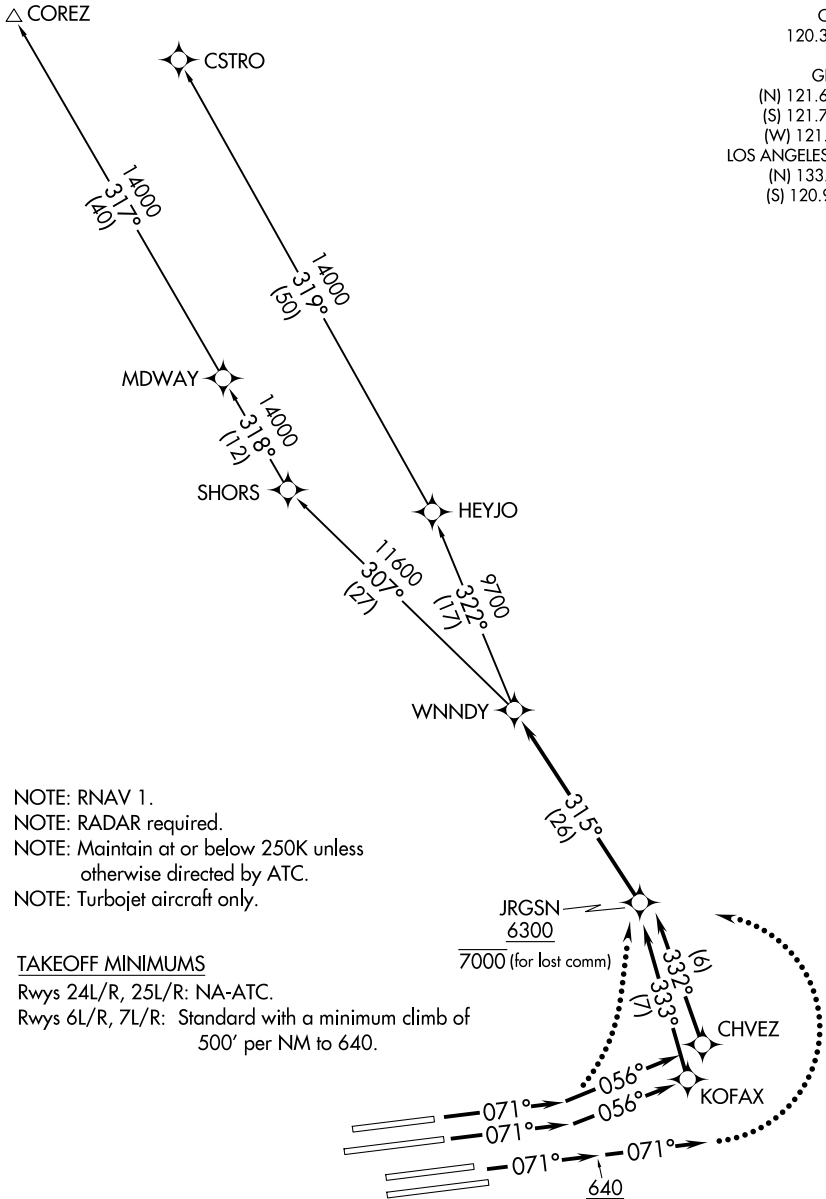 COREZ
CSTRO
120.3
(N) 121.6
(S) 121.7
(W) 121.
LOS ANGELES
(N) 133.
(S) 120.9
14000
317°
(40)
14000
319°
(50)
MDWAY
14000
318°
(12)
SHORS
HEYJO
11600
307°
(27)
9700
322°
(17)
WNNDY
315°
(26)
NOTE: RNAV 1.
NOTE: RADAR required.
NOTE: Maintain at or below 250K unless
otherwise directed by ATC.
NOTE: Turbojet aircraft only.
JRGSN
6300
7000 (for lost comm)
(6)
332°
333°
(7)
TAKEOFF MINIMUMS
Rwys 24L/R, 25L/R: NA-ATC.
Rwys 6L/R, 7L/R: Standard with a minimum climb of
500' per NM to 640.
CHVEZ
KOFAX
071° 056°
071° 056°
071° 071°
640